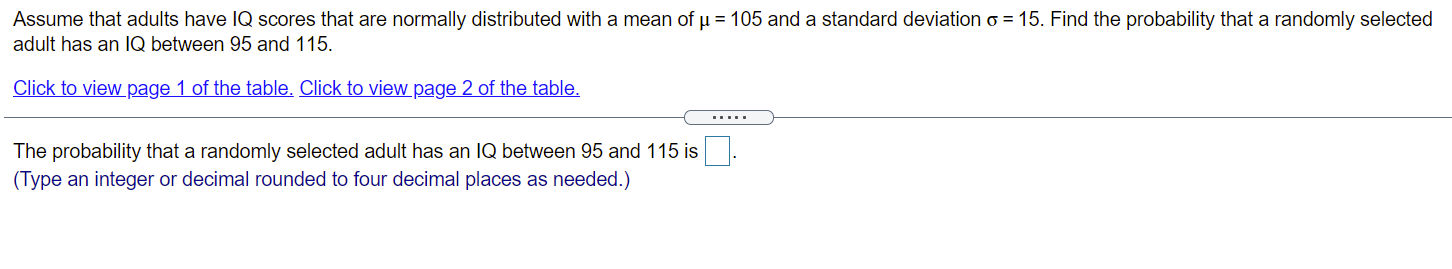 Assume that adults have IQ scores that are normally distributed with a mean of μ = 105 and a standard deviation σ = 15. Find the probability that a randomly selected
adult has an IQ between 95 and 115.
Click to view page 1 of the table. Click to view page 2 of the table.
The probability that a randomly selected adult has an IQ between 95 and 115 is .
(Type an integer or decimal rounded to four decimal places as needed.)